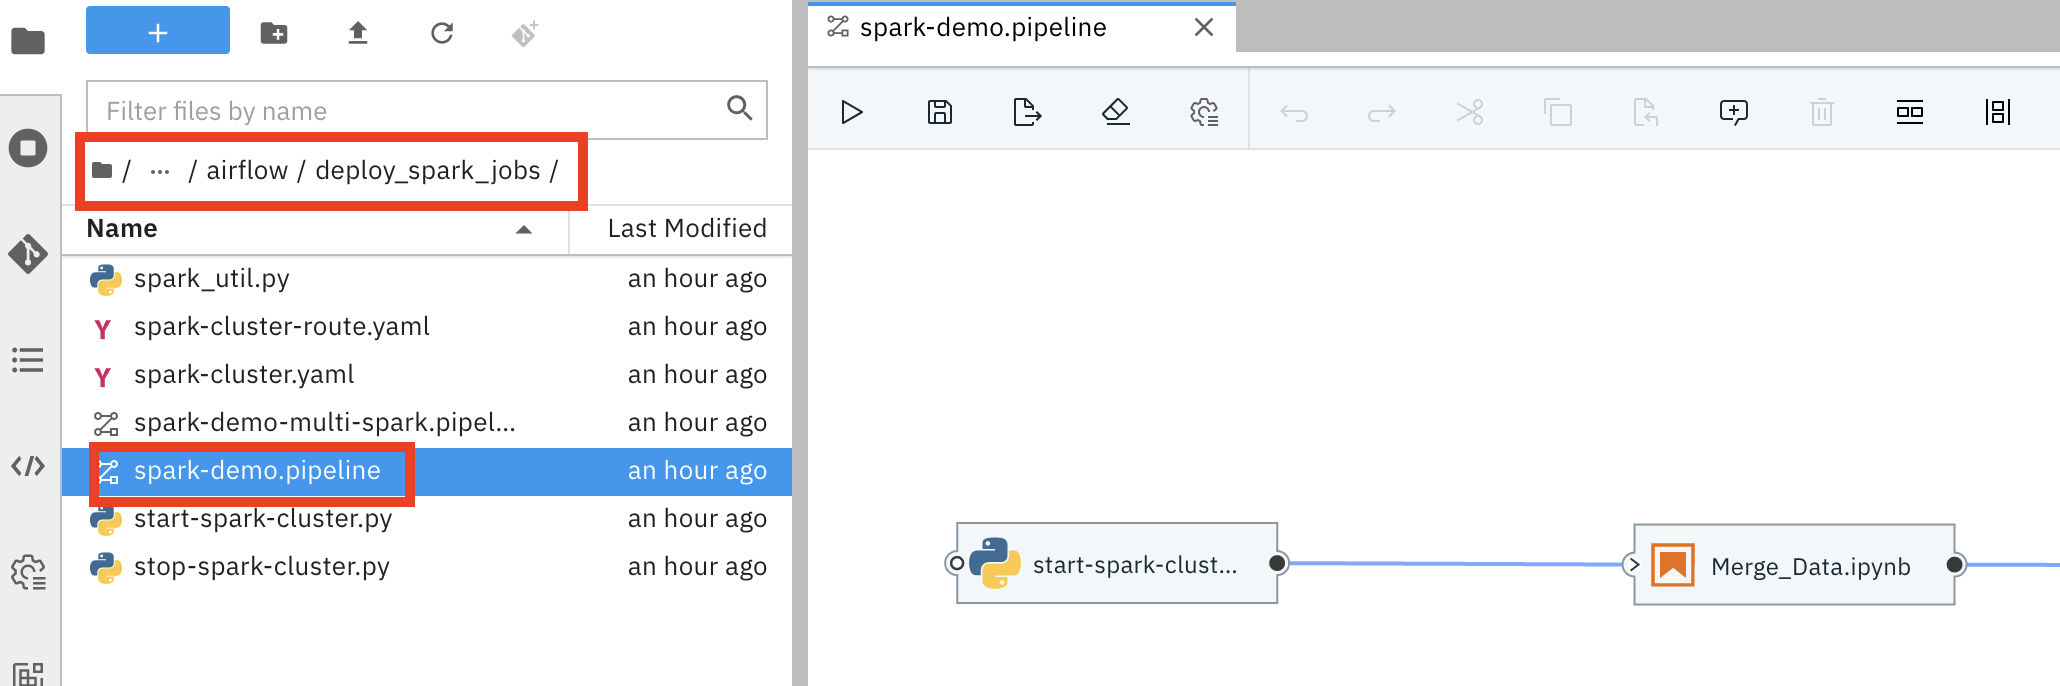 spark-demo.pipeline
Filter files by name
/ ... / airflow / deploy_spark_jobs /
Name Last Modified
spark_util.py an hour ago
spark-cluster-route.yaml an hour ago
spark-cluster.yaml an hour ago
spark-demo-multi-spark.pipel... an hour ago
spark-demo.pipeline an hour ago
start-spark-cluster.py an hour ago
stop-spark-cluster.py an hour ago
start-spark-clust...
Merge_Data.ipynb